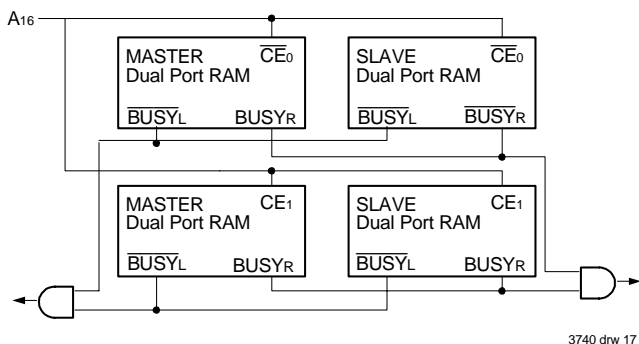 A16
MASTER CE0
Dual Port RAM
BUSYL BUSYR
SLAVE CE0
Dual Port RAM
BUSYL BUSYR
MASTER CE1
Dual Port RAM
BUSYL BUSYR
SLAVE CE1
Dual Port RAM
BUSYL BUSYR
3740 drw 17